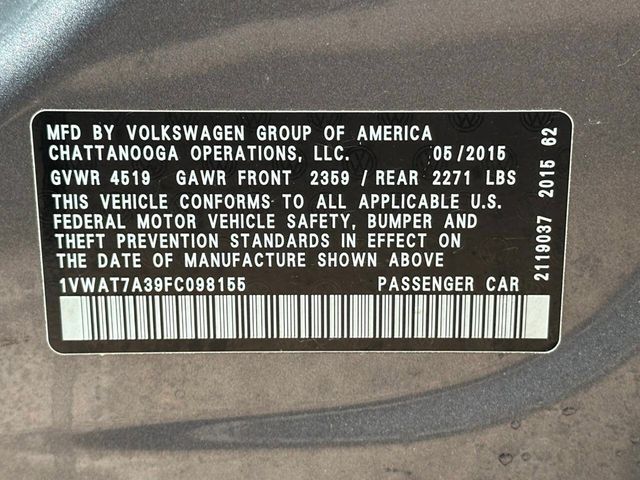 MFD BY VOLKSWAGEN GROUP OF AMERICA
CHATTANOOGA OPERATIONS, LLC. 05/2015
GVWR 4519 GAWR FRONT 2359 / REAR 2271 LBS
THIS VEHICLE CONFORMS TO ALL APPLICABLE U.S.
FEDERAL MOTOR VEHICLE SAFETY, BUMPER AND
THEFT PREVENTION STANDARDS IN EFFECT ON
THE DATE OF MANUFACTURE SHOWN ABOVE
1VWAT7A39FC098155 PASSENGER CAR
2119037 2015 62